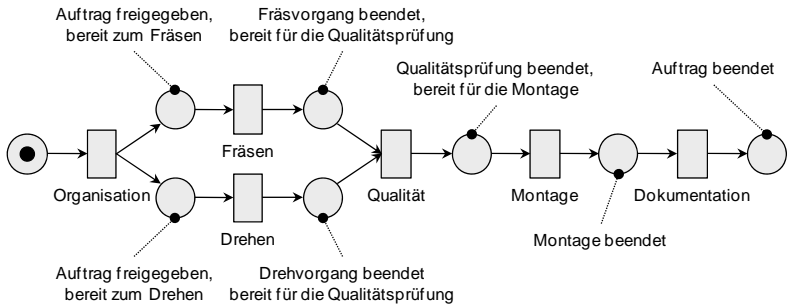 Auftrag freigegeben,
bereit zum Fräsen
Fräsvorgang beendet,
bereit für die Qualitätsprüfung
Qualitätsprüfung beendet,
bereit für die Montage
Auftrag beendet
Fräsen
Organisation
Qualität
Montage
Dokumentation
Drehen
Montage beendet
Auftrag freigegeben,
bereit zum Drehen
Drehvorgang beendet
bereit für die Qualitätsprüfung